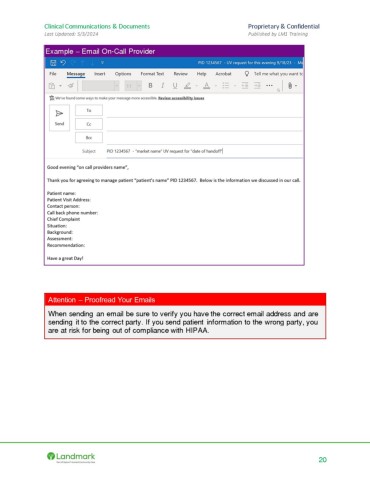 Clinical Communications & Documents Proprietary & Confidential
Last Updated: 5/3/2024 Published by LM1 Training
Example – Email On-Call Provider
PID 1234567 - UV request for this evening 9/16/23
File Message Insert Options Format Text Review Help Acrobat Tell me what you want to
We've found some ways to make your message more accessible. Review accessibility issues
B I U A
To
Send Cc
Bcc
Subject PID 1234567 - "market name" UV request for "date of handoff"
Good evening "on call providers name",
Thank you for agreeing to manage patient "patient's name" PID 1234567. Below is the information we discussed in our call.
Patient name:
Patient Visit Address:
Contact person:
Call back phone number:
Chief Complaint
Situation:
Background:
Assessment:
Recommendation:
Have a great Day!
Attention – Proofread Your Emails
When sending an email be sure to verify you have the correct email address and are
sending it to the correct party. If you send patient information to the wrong party, you
are at risk for being out of compliance with HIPAA.
Landmark
20